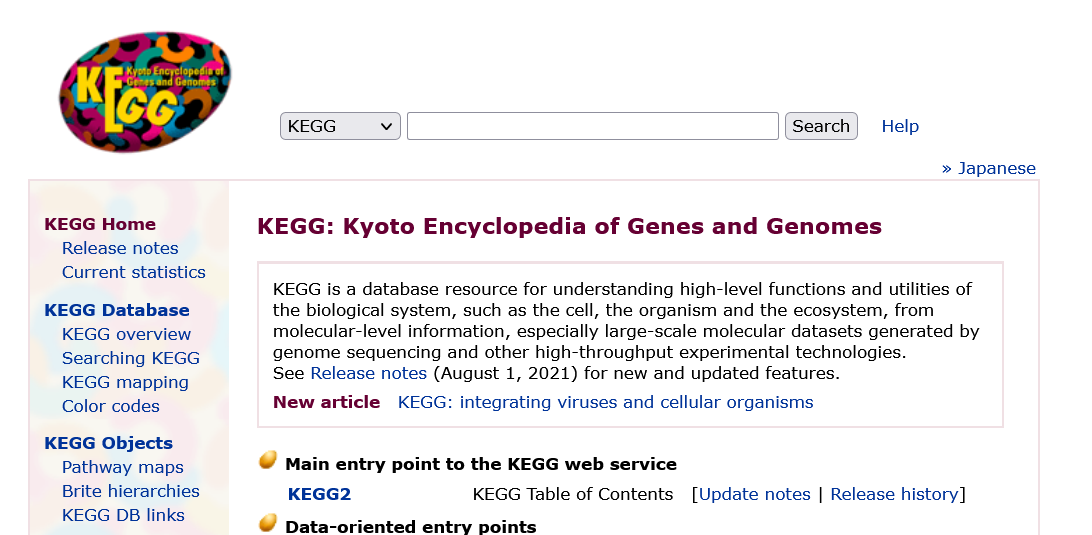 KEGG
Kyoto Encyclopedia of
Genes and Genomes
KEGG
Search
Help
» Japanese
KEGG Home
Release notes
Current statistics
KEGG Database
KEGG overview
Searching KEGG
KEGG mapping
Color codes
KEGG Objects
Pathway maps
Brite hierarchies
KEGG DB links
KEGG: Kyoto Encyclopedia of Genes and Genomes
KEGG is a database resource for understanding high-level functions and utilities of
the biological system, such as the cell, the organism and the ecosystem, from
molecular-level information, especially large-scale molecular datasets generated by
genome sequencing and other high-throughput experimental technologies.
See Release notes (August 1, 2021) for new and updated features.
New article KEGG: integrating viruses and cellular organisms
Main entry point to the KEGG web service
KEGG2 KEGG Table of Contents [Update notes | Release history]
Data-oriented entry points